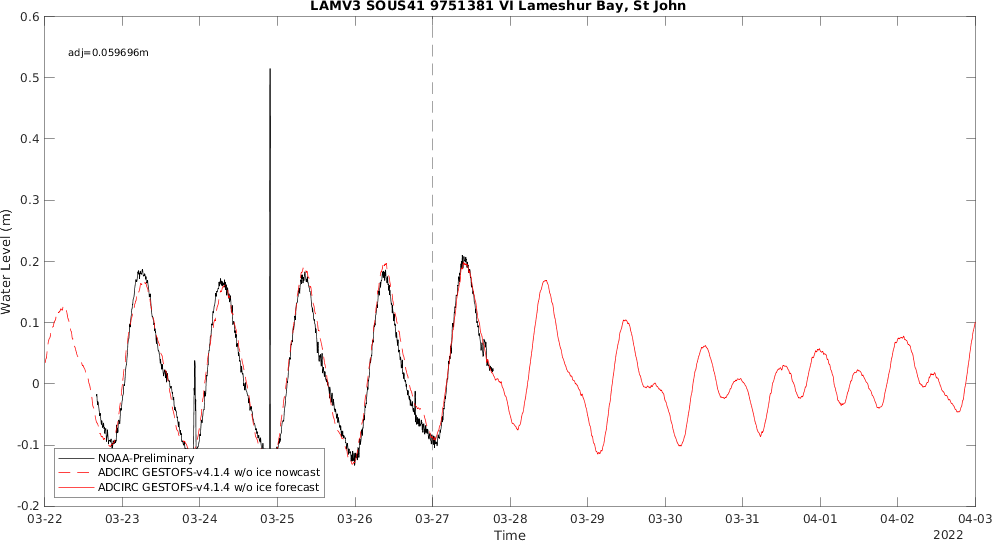 LAMV3 SOUS41 9751381 VI Lameshur Bay, St John
adj=0.059696m
Water Level (m)
0.6
0.5
0.4
0.3
0.2
0.1
0
-0.1
-0.2
NOAA-Preliminary
ADCIRC GESTOFS-v4.1.4 w/o ice nowcast
ADCIRC GESTOFS-v4.1.4 w/o ice forecast
03-22 03-23 03-24 03-25 03-26 03-27 03-28 03-29 03-30 03-31 04-01 04-02 04-03
Time
2022